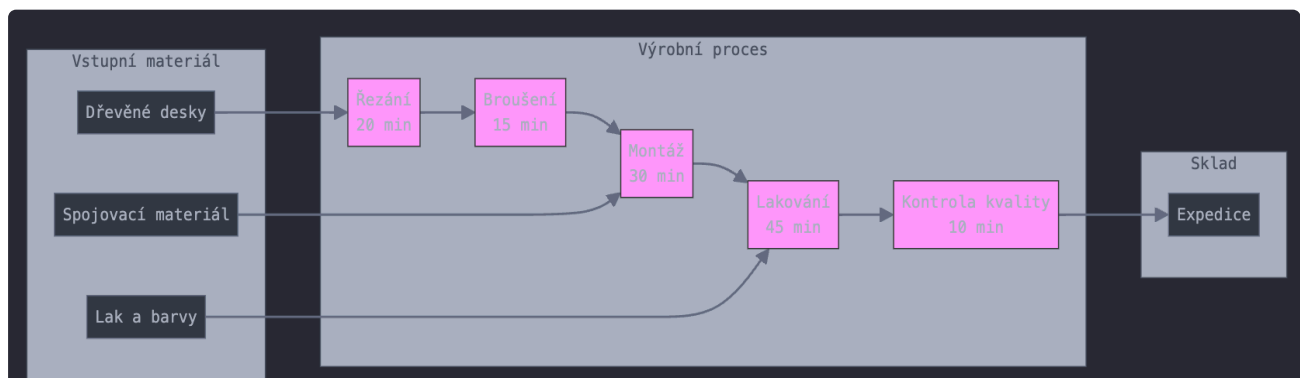 Vstupní materiál
Dřevěné desky
Spojovací materiál
Lak a barvy
Výrobní proces
Řezání
20 min
Broušení
15 min
Montáž
30 min
Lakování
45 min
Kontrola kvality
10 min
Sklad
Expedice